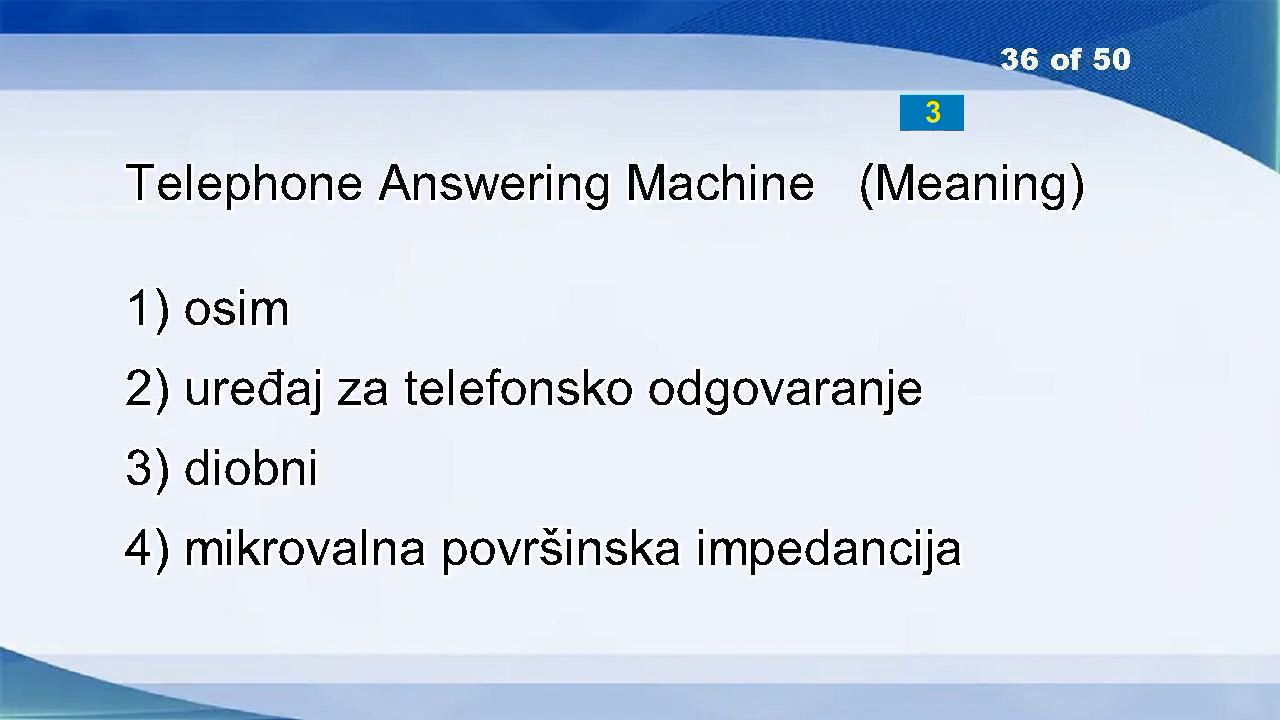 36 of 50
3
Telephone Answering Machine (Meaning)
1) osim
2) uređaj za telefonsko odgovaranje
3) diobni
4) mikrovalna površinska impedancija